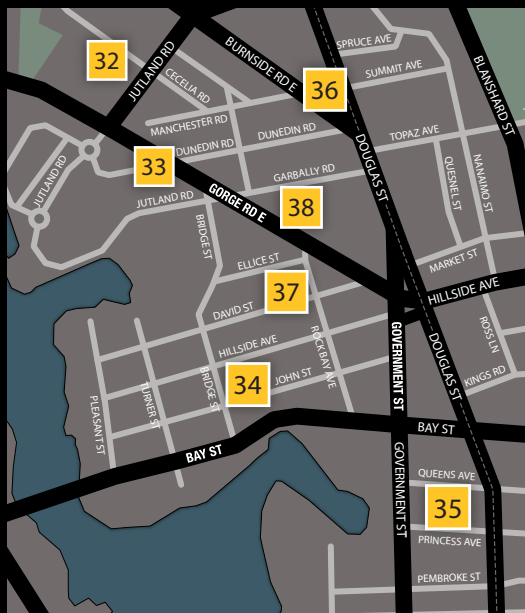 SPRUCE AVE
BURNSIDE RD E
32
JUTLAND RD
SUMMIT AVE
BLANSHARD ST
CECELIA RD
36
MANCHESTER RD
DUNEDIN RD
TOPAZ AVE
DOUGLAS ST
DUNEDIN RD
33
GARBALLY RD
JUTLAND RD
QUESNEL ST
NANAIMO ST
JUTLAND RD
GORGE RD E
38
BRIDGE ST
ELLICE ST
MARKET ST
37
HILLSIDE AVE
DAVID ST
HILLSIDE AVE
ROCK BAY AVE
GOVERNMENT ST
DOUGLAS ST
ROSS LN
JOHN ST
KINGS RD
34
BRIDGE ST
TURNER ST
PLEASANT ST
BAY ST
BAY ST
GOVERNMENT ST
QUEENS AVE
35
PRINCESS AVE
PEMBROKE ST